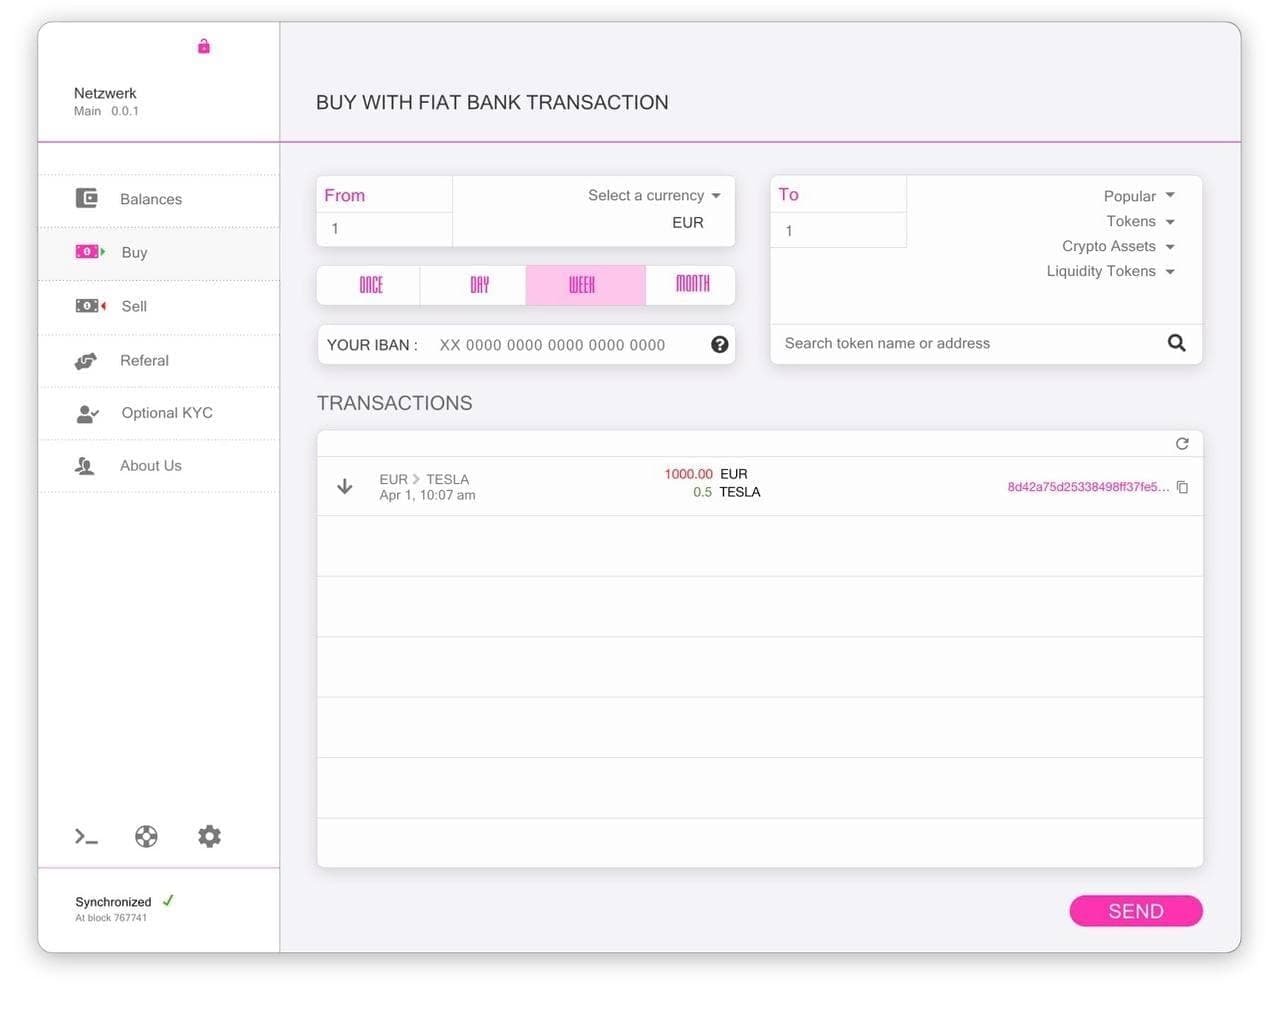 Netzwerk
Main 0.0.1
BUY WITH FIAT BANK TRANSACTION
Balances
Buy
Sell
Referal
Optional KYC
About Us
Synchronized
At block 767741
From
1
Select a currency
EUR
ONCE
DAY
WEEK
MONTH
YOUR IBAN : XX 0000 0000 0000 0000 0000
To
1
Popular
Tokens
Crypto Assets
Liquidity Tokens
Search token name or address
TRANSACTIONS
EUR > TESLA
Apr 1, 10:07 am
1000.00 EUR
0.5 TESLA
8d42a75d25338498ff37fe5...
SEND